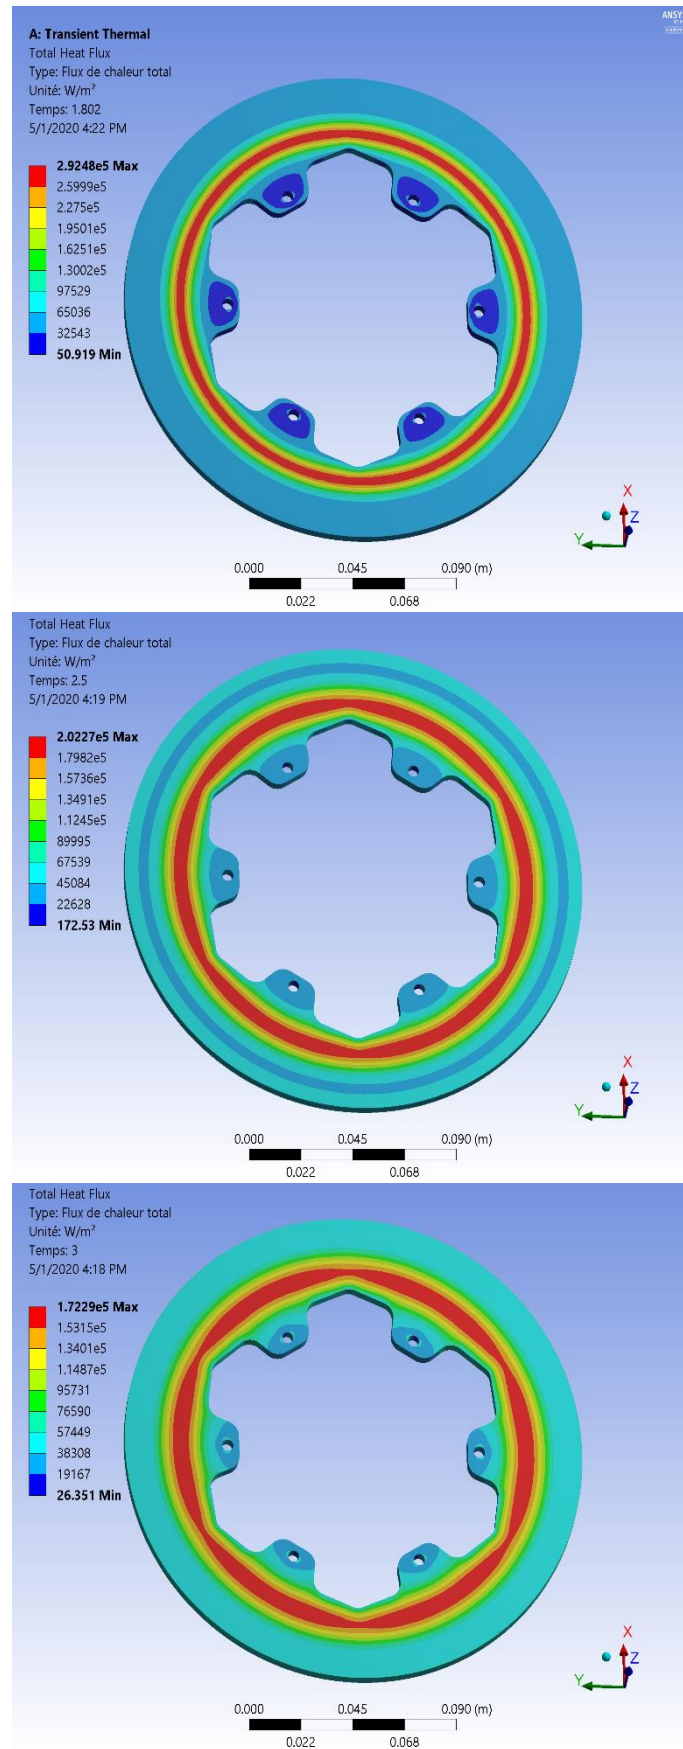 A: Transient Thermal
Total Heat Flux
Type: Flux de chaleur total
Unité: W/m²
Temps: 1.802
5/1/2020 4:22 PM
2.9248e5 Max
2.5999e5
2.275e5
1.9501e5
1.6251e5
1.3002e5
97529
65036
32543
50.919 Min
ANSY
X
Z
Y
0.000 0.045 0.090 (m)
0.022 0.068
Total Heat Flux
Type: Flux de chaleur total
Unité: W/m²
Temps: 2.5
5/1/2020 4:19 PM
2.0227e5 Max
1.7982e5
1.5736e5
1.3491e5
1.1245e5
89995
67539
45084
22628
172.53 Min
X
Z
Y
0.000 0.045 0.090 (m)
0.022 0.068
Total Heat Flux
Type: Flux de chaleur total
Unité: W/m²
Temps: 3
5/1/2020 4:18 PM
1.7229e5 Max
1.5315e5
1.3401e5
1.1487e5
95731
76590
57449
38308
19167
26.351 Min
X
Z
Y
0.000 0.045 0.090 (m)
0.022 0.068